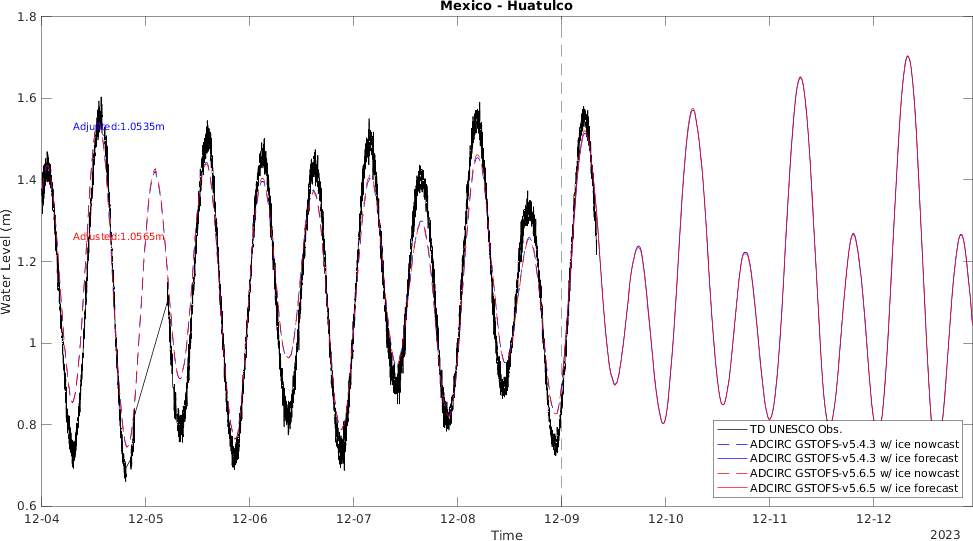 Mexico - Huatulco
1.8
1.6
1.4
1.2
1
0.8
0.6
Water Level (m)
Adjusted:1.0535m
Adjusted:1.0565m
TD UNESCO Obs.
ADCIRC GSTOFS-v5.4.3 w/ ice nowcast
ADCIRC GSTOFS-v5.4.3 w/ ice forecast
ADCIRC GSTOFS-v5.6.5 w/ ice nowcast
ADCIRC GSTOFS-v5.6.5 w/ ice forecast
12-04 12-05 12-06 12-07 12-08 12-09 12-10 12-11 12-12
Time
2023